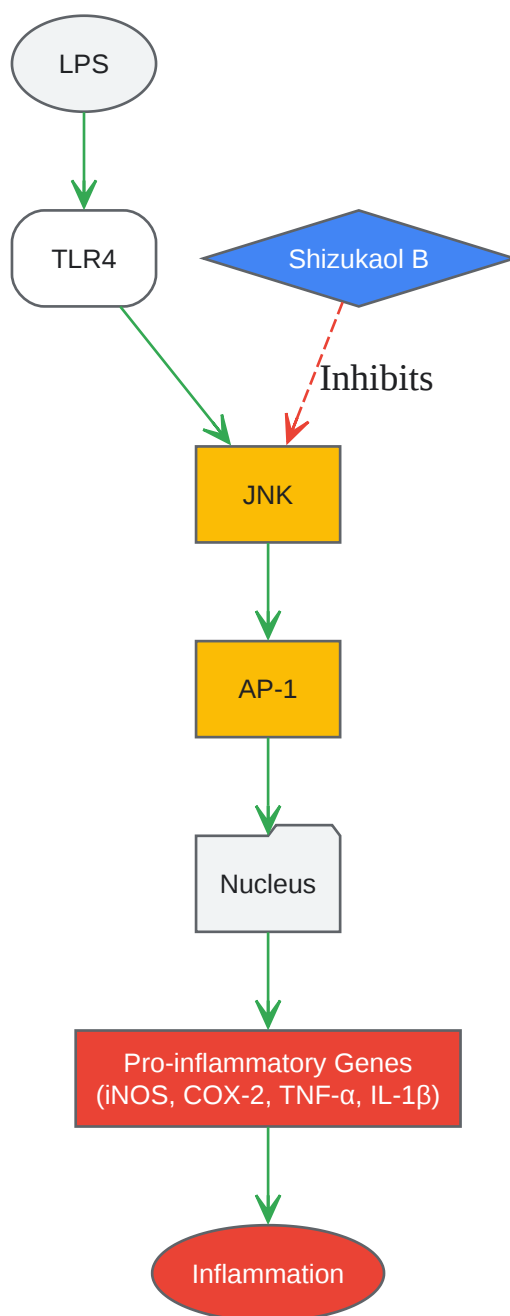 LPS
TLR4
Shizukaol B
Inhibits
JNK
AP-1
Nucleus
Pro-inflammatory Genes
(iNOS, COX-2, TNF-α, IL-1β)
Inflammation